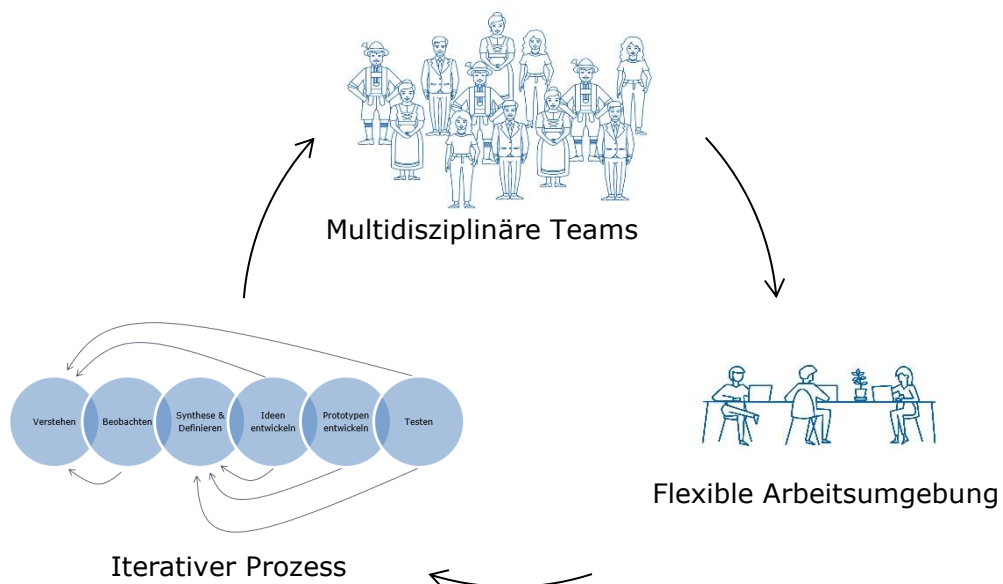 Multidisziplinäre Teams
Verstehen
Beobachten
Synthese &
Definieren
Ideen
entwickeln
Prototypen
entwickeln
Testen
Flexible Arbeitsumgebung
Iterativer Prozess